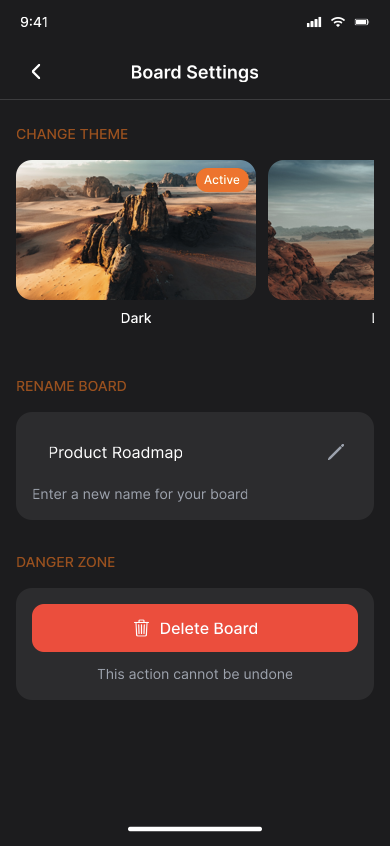 9:41
Board Settings
CHANGE THEME
Active
Dark
RENAME BOARD
Product Roadmap
Enter a new name for your board
DANGER ZONE
Delete Board
This action cannot be undone